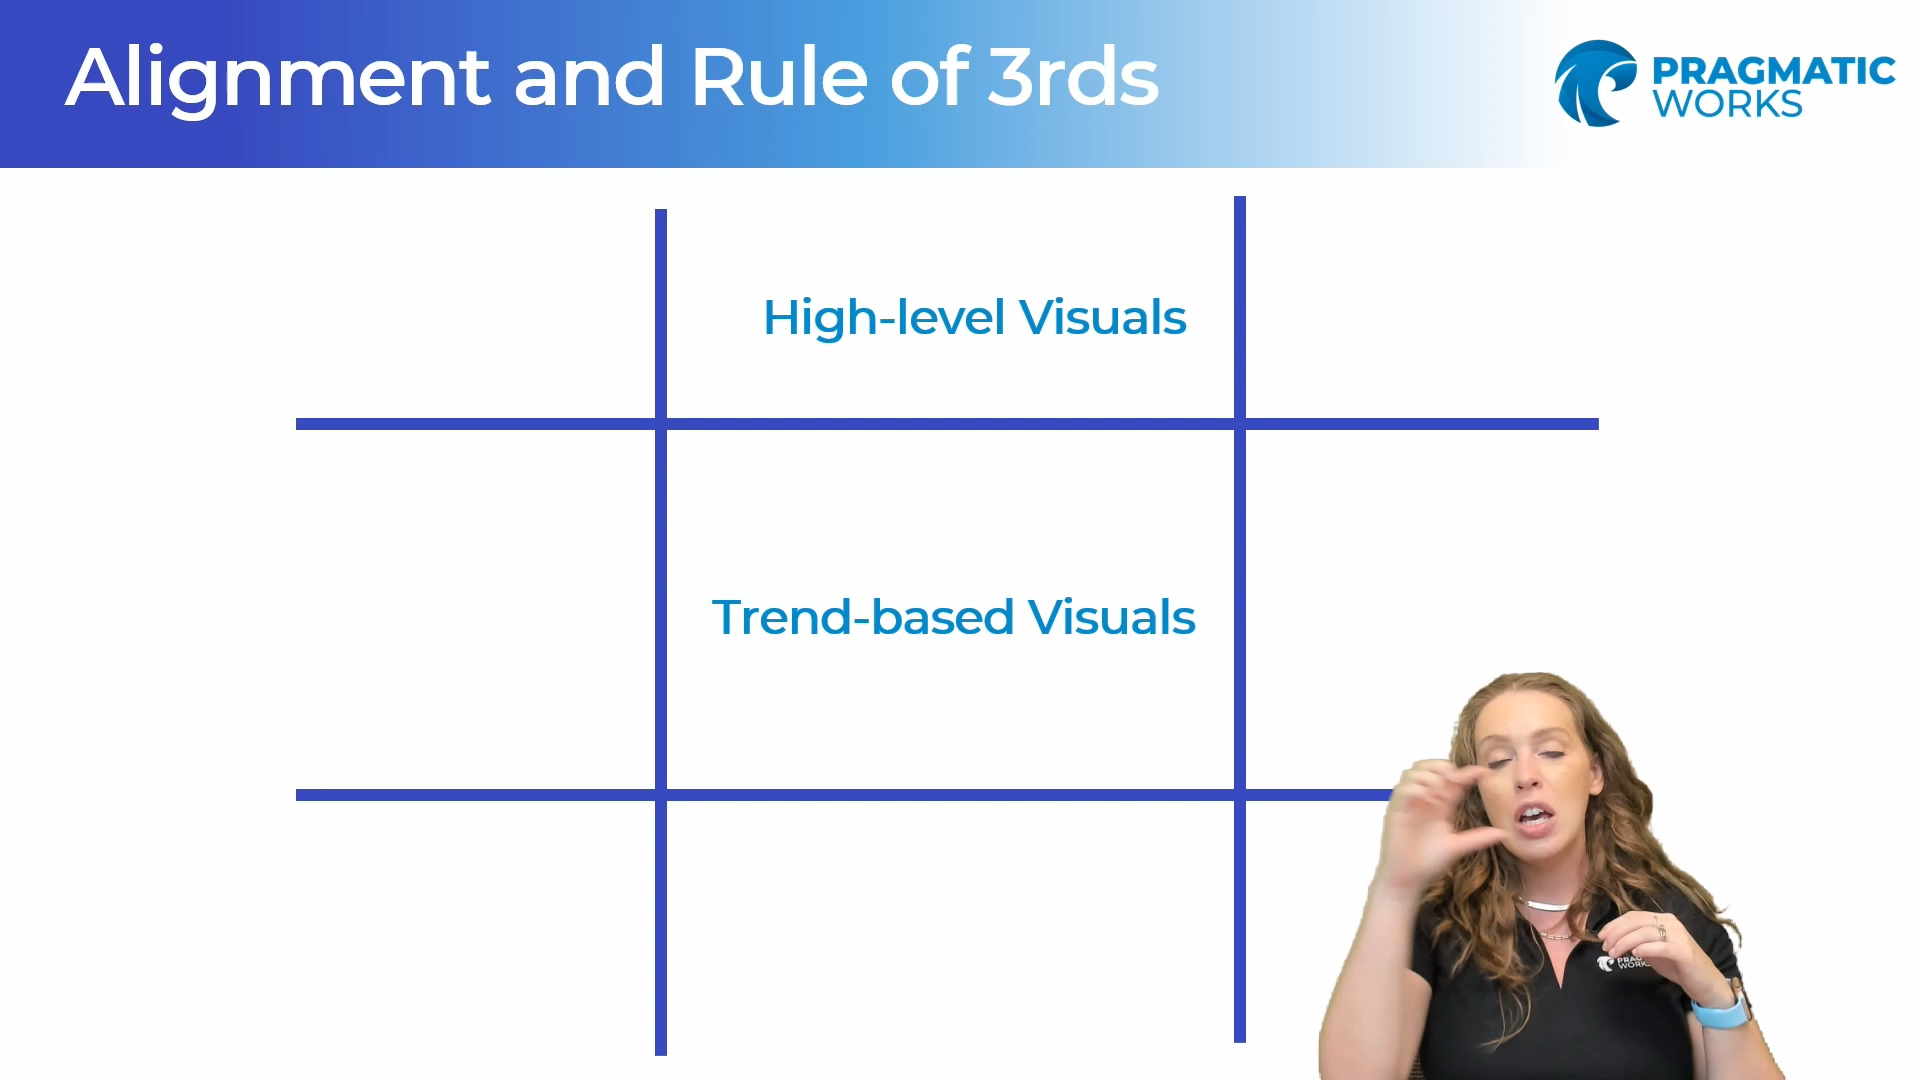 Alignment and Rule of 3rds
PRAGMATIC
WORKS
High-level Visuals
Trend-based Visuals